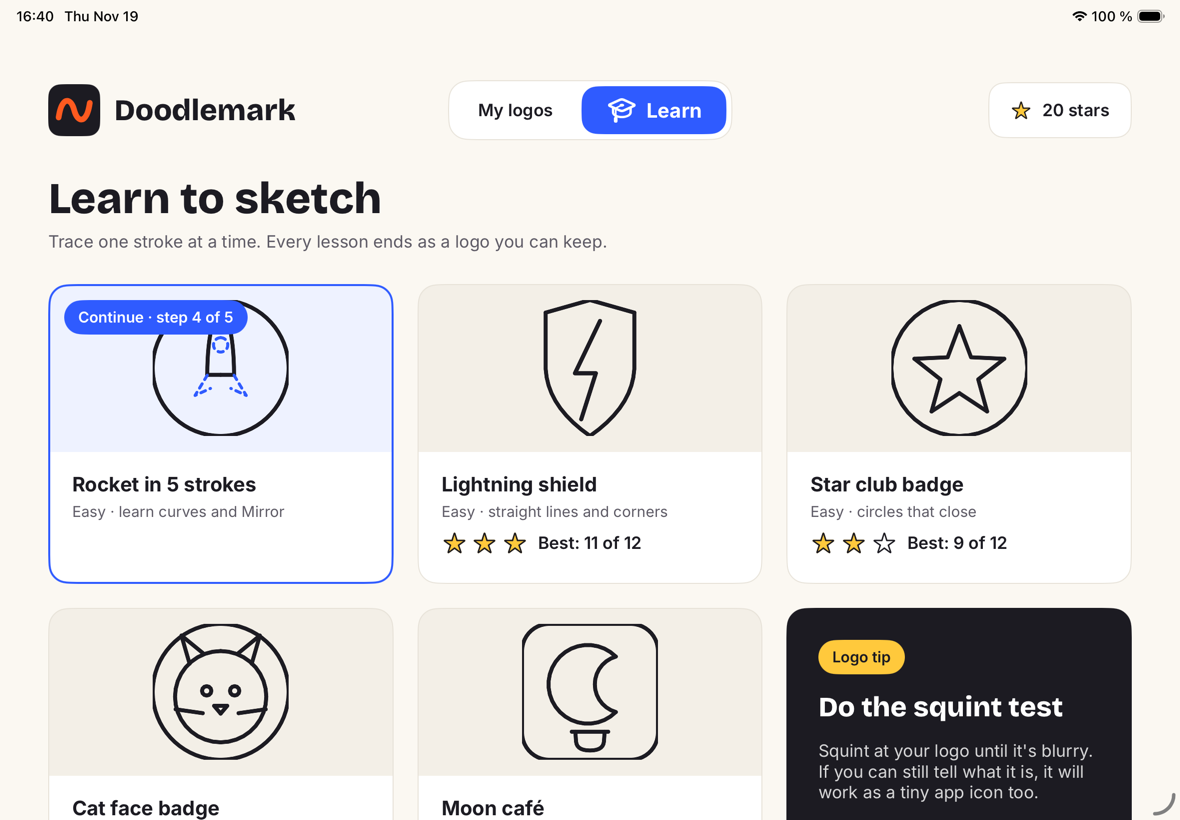 16:40 Thu Nov 19
100 %
Doodlemark
My logos
Learn
20 stars
Learn to sketch
Trace one stroke at a time. Every lesson ends as a logo you can keep.
Continue · step 4 of 5
Rocket in 5 strokes
Easy · learn curves and Mirror
Lightning shield
Easy · straight lines and corners
Best: 11 of 12
Star club badge
Easy · circles that close
Best: 9 of 12
Cat face badge
Moon café
Logo tip
Do the squint test
Squint at your logo until it's blurry.
If you can still tell what it is, it will
work as a tiny app icon too.